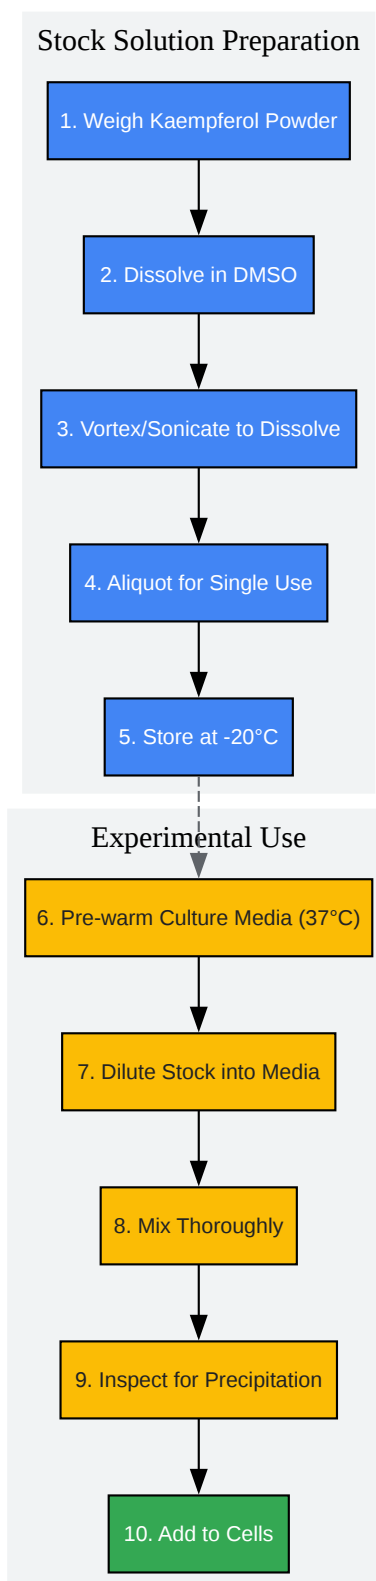 Stock Solution Preparation
1. Weigh Kaempferol Powder
2. Dissolve in DMSO
3. Vortex/Sonicate to Dissolve
4. Aliquot for Single Use
5. Store at -20°C
Experimental Use
6. Pre-warm Culture Media (37°C)
7. Dilute Stock into Media
8. Mix Thoroughly
9. Inspect for Precipitation
10. Add to Cells